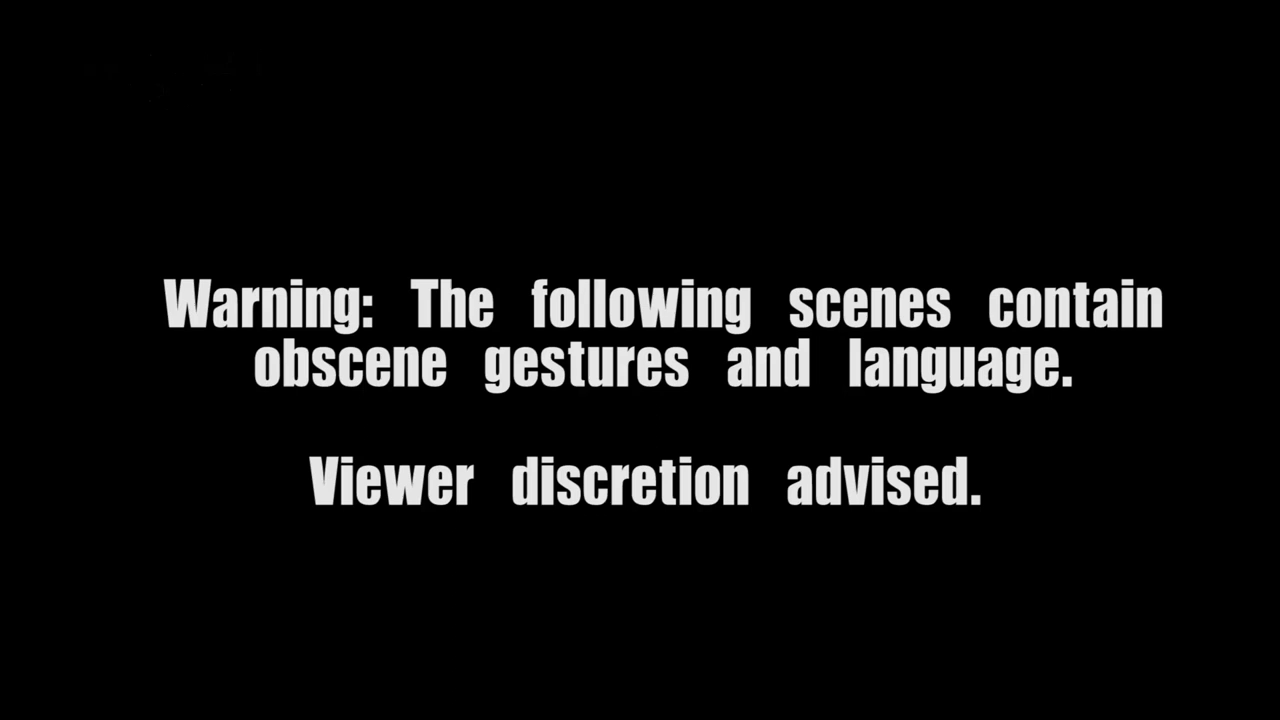 Warning: The following scenes contain
obscene gestures and language.
Viewer discretion advised.